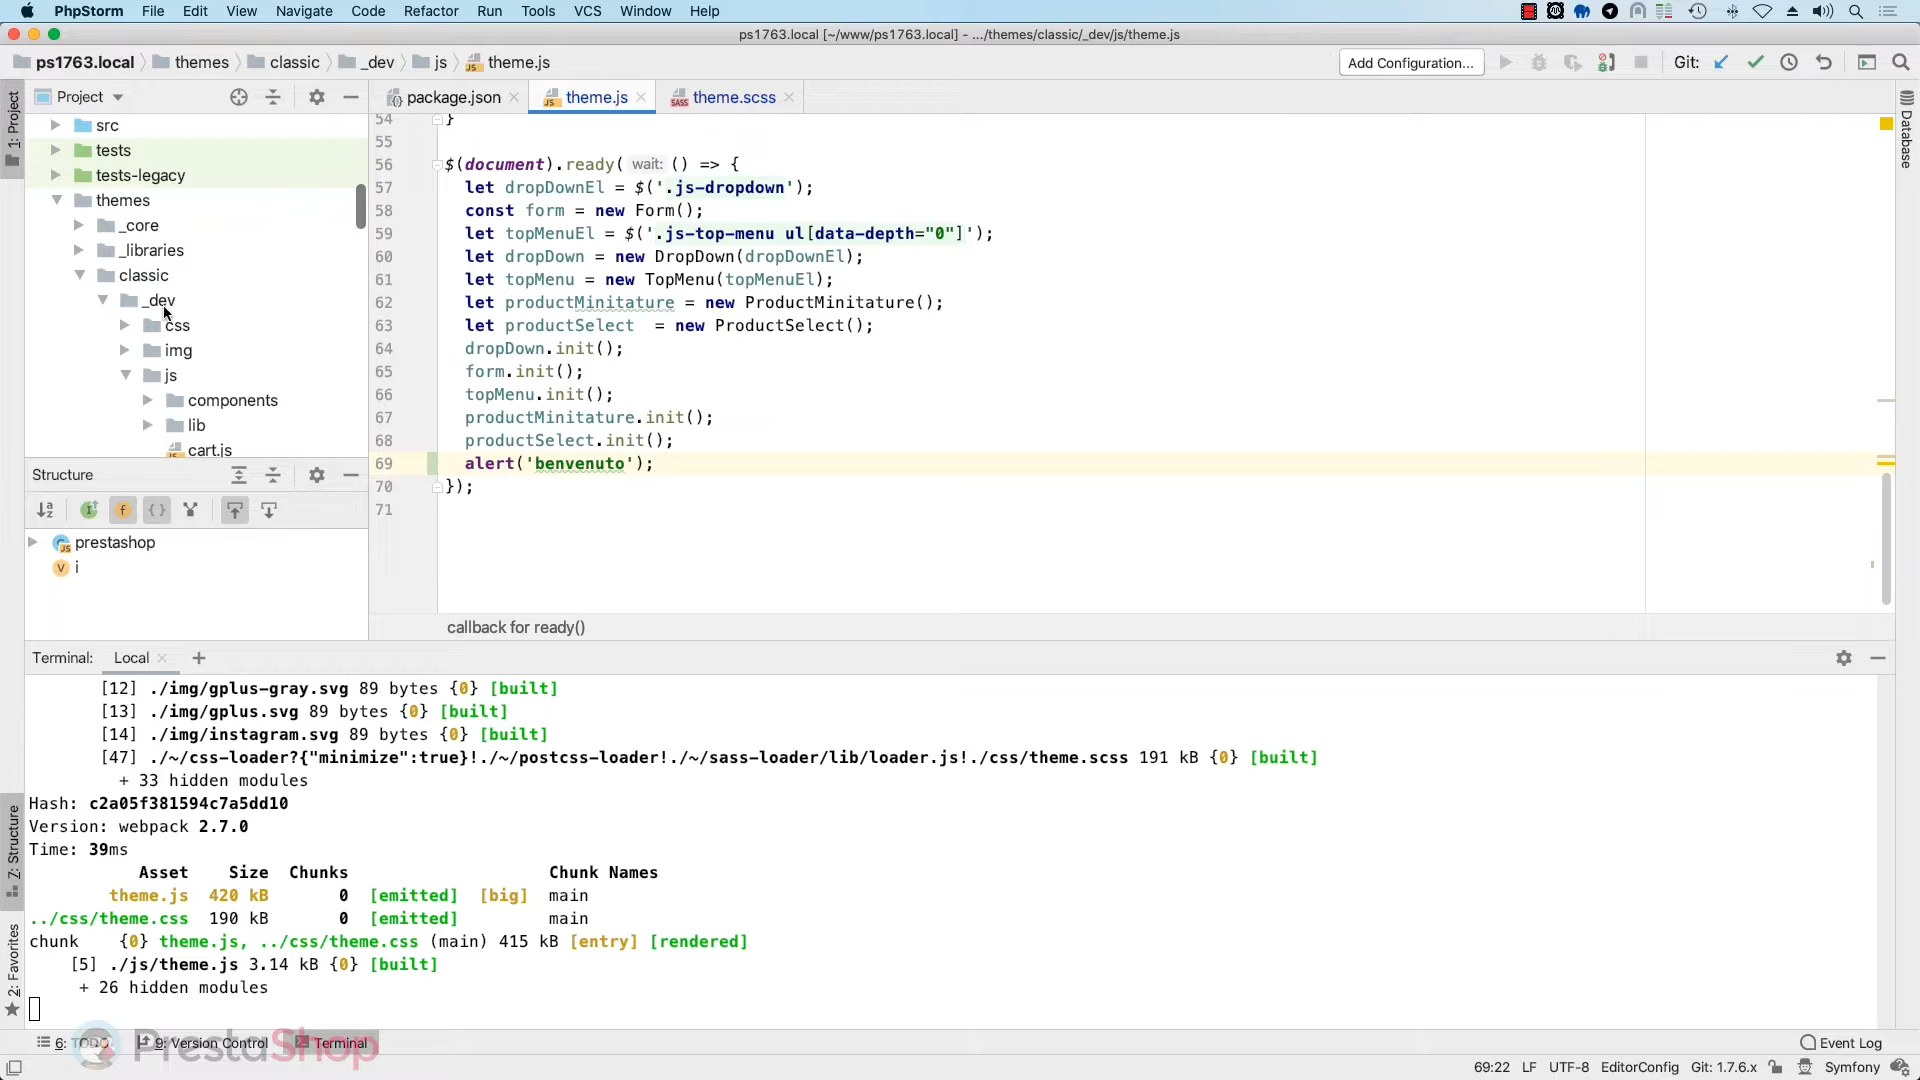 PhpStorm File Edit View Navigate Code Refactor Run Tools VCS Window Help
ps1763.local [~/www/ps1763.local] - .../themes/classic/_dev/js/theme.js
ps1763.local themes classic _dev js theme.js
Add Configuration... Git:
1: Project
Project
package.json theme.js theme.scss
Database
src
tests
tests-legacy
themes
_core
_libraries
classic
_dev
css
img
js
components
lib
cart.js
54 }
55
56 $(document).ready( wait: () => {
57 let dropDownEl = $('.js-dropdown');
58 const form = new Form();
59 let topMenuEl = $('.js-top-menu ul[data-depth="0"]');
60 let dropDown = new DropDown(dropDownEl);
61 let topMenu = new TopMenu(topMenuEl);
62 let productMinitature = new ProductMinitature();
63 let productSelect  = new ProductSelect();
64 dropDown.init();
65 form.init();
66 topMenu.init();
67 productMinitature.init();
68 productSelect.init();
69 alert('benvenuto');
70 });
71
callback for ready()
Structure
prestashop
i
7: Structure
2: Favorites
Terminal: Local
[12] ./img/gplus-gray.svg 89 bytes {0} [built]
[13] ./img/gplus.svg 89 bytes {0} [built]
[14] ./img/instagram.svg 89 bytes {0} [built]
[47] ./~/css-loader?{"minimize":true}!./~/postcss-loader!./~/sass-loader/lib/loader.js!./css/theme.scss 191 kB {0} [built]
+ 33 hidden modules
Hash: c2a05f381594c7a5dd10
Version: webpack 2.7.0
Time: 39ms
Asset Size Chunks Chunk Names
theme.js 420 kB 0 [emitted] [big] main
../css/theme.css 190 kB 0 [emitted] main
chunk {0} theme.js, ../css/theme.css (main) 415 kB [entry] [rendered]
[5] ./js/theme.js 3.14 kB {0} [built]
+ 26 hidden modules
6: TODO 9: Version Control Terminal Event Log
PrestaShop
69:22 LF UTF-8 EditorConfig Git: 1.7.6.x Symfony